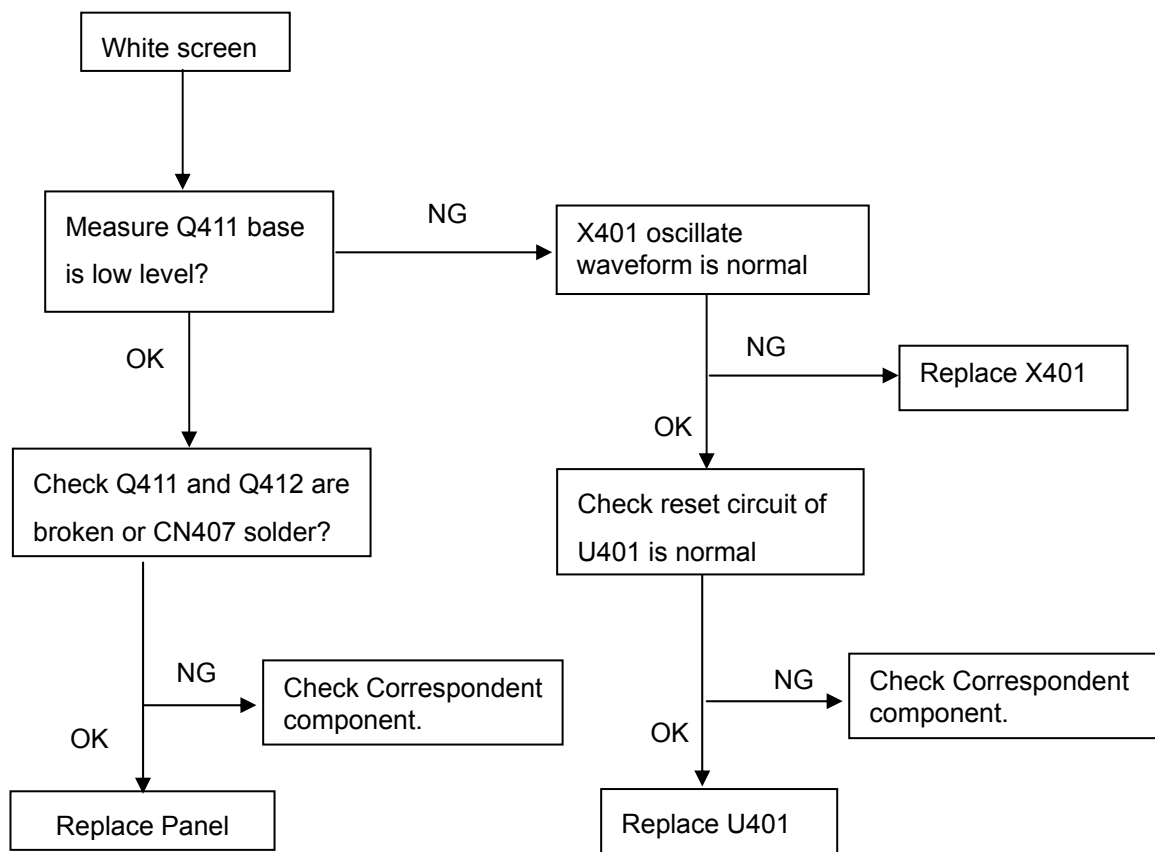 White screen
Measure Q411 base
is low level?
NG
X401 oscillate
waveform is normal
OK
NG
Replace X401
OK
Check Q411 and Q412 are
broken or CN407 solder?
Check reset circuit of
U401 is normal
NG
Check Correspondent
component.
NG
Check Correspondent
component.
OK
OK
Replace Panel
Replace U401